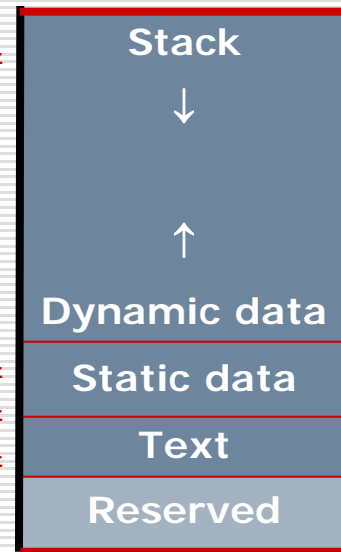 Stack
↓
↑
Dynamic data
Static data
Text
Reserved